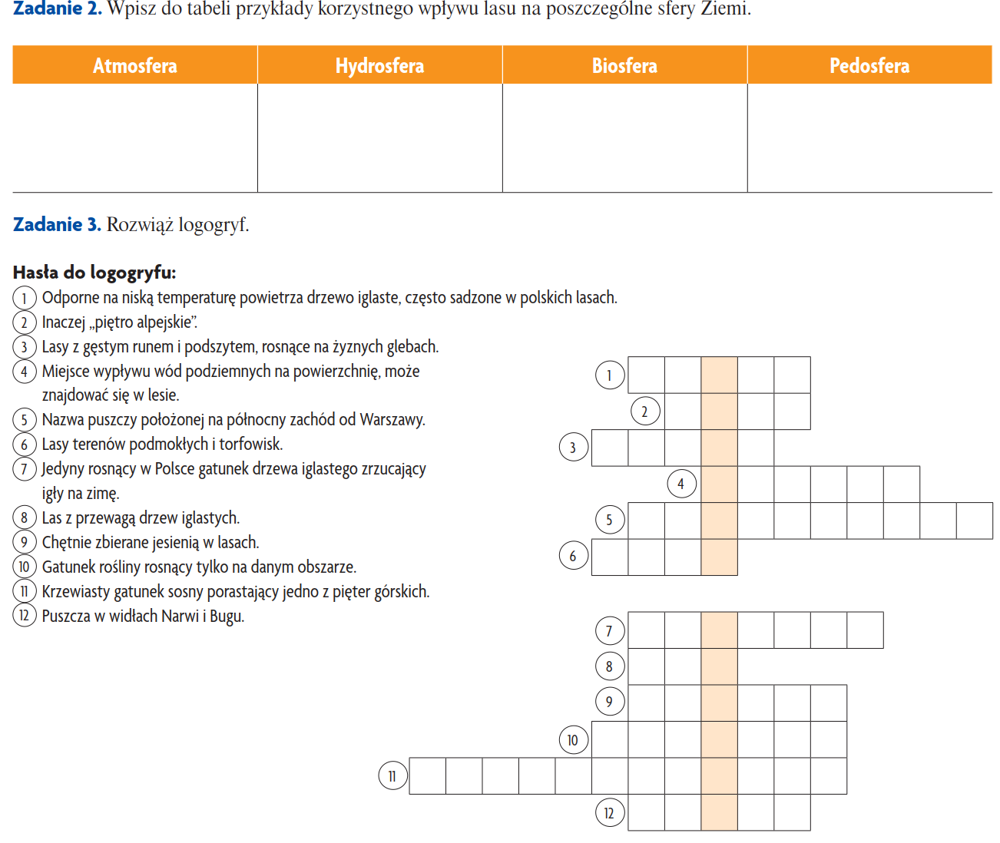 Zadanie 2. Wpisz do tabeli przykłady korzystnego wpływu lasu na poszczególne sfery Ziemi.
Atmosfera Hydrosfera Biosfera Pedosfera
Zadanie 3. Rozwiąż logogryf.
Hasła do logogryfu:
1 Odporne na niską temperaturę powietrza drzewo iglaste, często sadzone w polskich lasach.
2 Inaczej „piętro alpejskie”.
3 Lasy z gęstym runem i podszytem, rosnące na żyznych glebach.
4 Miejsce wypływu wód podziemnych na powierzchnię, może
znajdować się w lesie.
5 Nazwa puszczy położonej na północny zachód od Warszawy.
6 Lasy terenów podmokłych i torfowisk.
7 Jedyny rosnący w Polsce gatunek drzewa iglastego zrzucający
igły na zimę.
8 Las z przewagą drzew iglastych.
9 Chętnie zbierane jesienią w lasach.
10 Gatunek rośliny rosnący tylko na danym obszarze.
11 Krzewiasty gatunek sosny porastający jedno z pięter górskich.
12 Puszcza w widłach Narwi i Bugu.
1
2
3
4
5
6
7
8
9
10
11
12